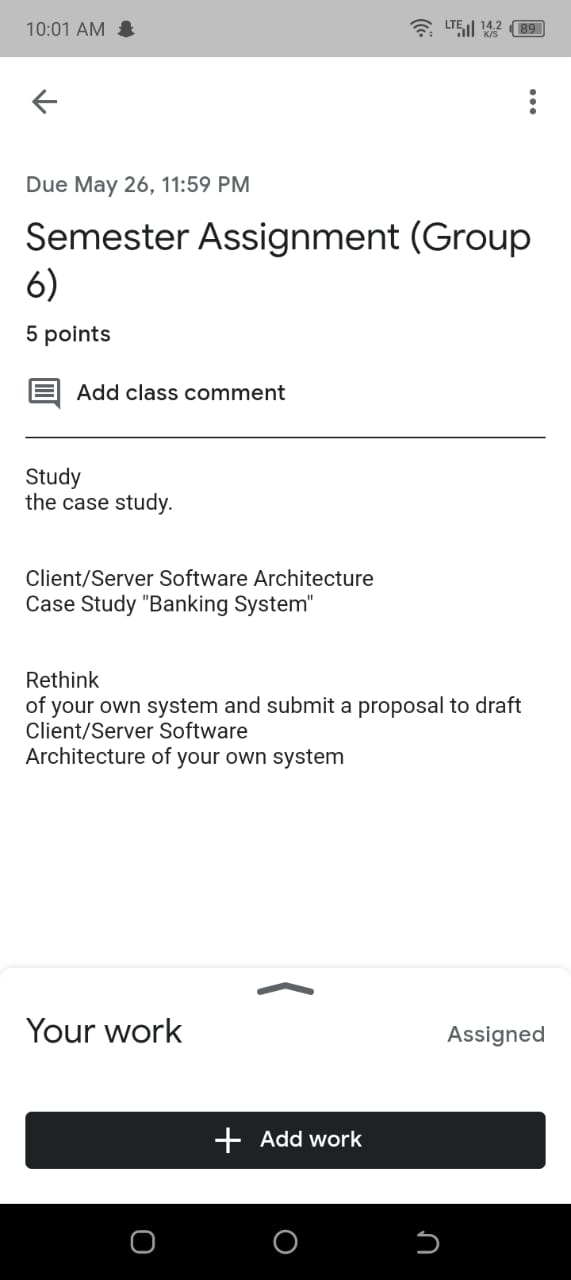 10:01 AM
LTE 14.2 K/S 89
Due May 26, 11:59 PM
Semester Assignment (Group
6)
5 points
Add class comment
Study
the case study.
Client/Server Software Architecture
Case Study "Banking System"
Rethink
of your own system and submit a proposal to draft
Client/Server Software
Architecture of your own system
Your work
Assigned
+ Add work